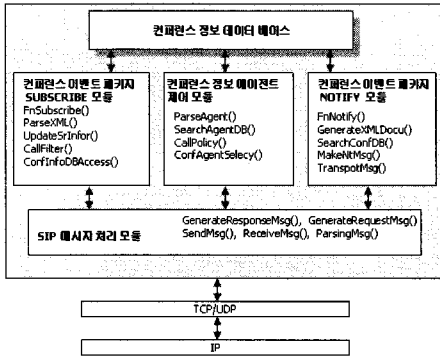 컨퍼런스 정보 데이터 베이스
컨퍼런스 이벤트 패키지
SUBSCRIBE 모듈
FnSubscribe()
ParseXML()
UpdateSrInfor()
CallFilter()
ConfInfoDBAccess()
컨퍼런스 정보 에이전트
제어 모듈
ParseAgent()
SearchAgentDB()
CallPolicy()
ConfAgentSelecy()
컨퍼런스 이벤트 패키지
NOTIFY 모듈
FnNotify()
GenerateXMLDocu()
SearchConfDB()
MakeNtMsg()
TranspotMsg()
SIP 메시지 처리 모듈
GenerateResponseMsg(), GenerateRequestMsg()
SendMsg(), ReceiveMsg(), ParsingMsg()
TCP/UDP
IP